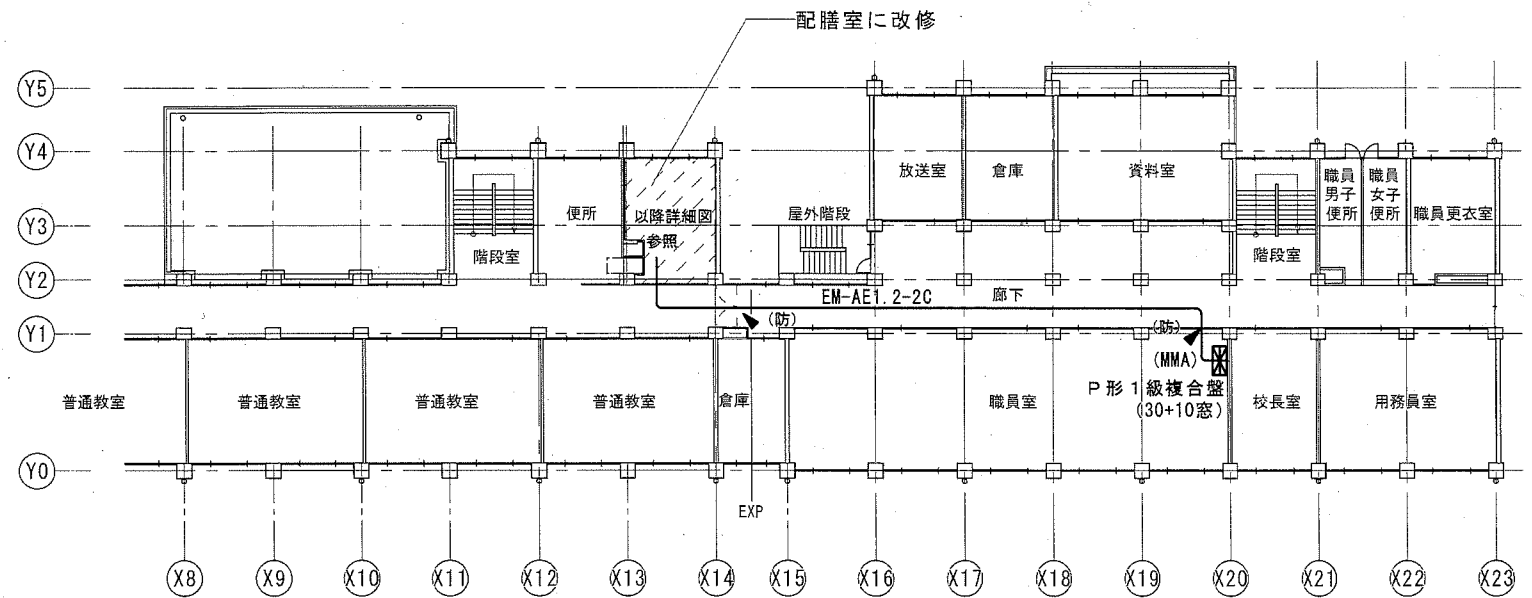 配膳室に改修
Y5
Y4
放送室
倉庫
資料室
職員
男子
便所
職員
女子
便所
Y3
便所
以降詳細図
参照
屋外階段
職員更衣室
階段室
階段室
Y2
EM-AE1.2-2C
廊下
(防)
(防)
Y1
(MMA)
P形1級複合盤
(30+10窓)
普通教室
普通教室
普通教室
普通教室
倉庫
職員室
校長室
用務員室
Y0
EXP
X8
X9
X10
X11
X12
X13
X14
X15
X16
X17
X18
X19
X20
X21
X22
X23